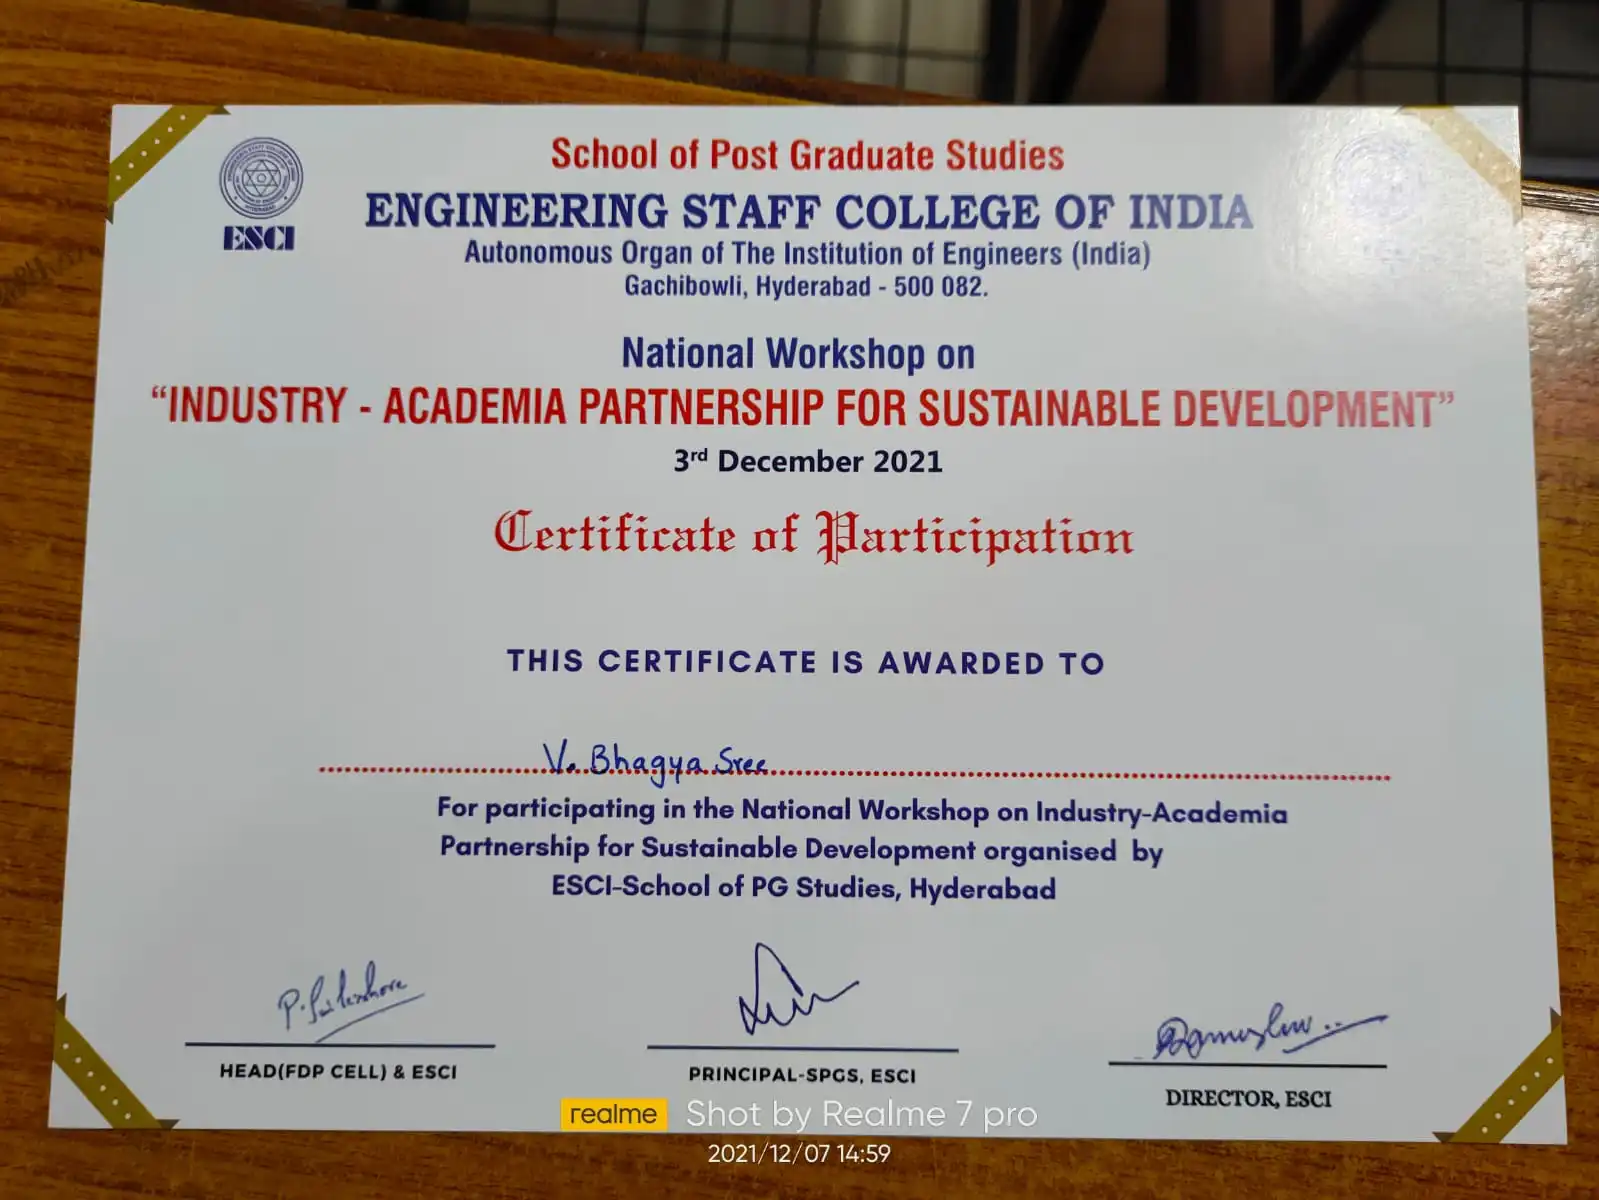 School of Post Graduate Studies
ENGINEERING STAFF COLLEGE OF INDIA
Autonomous Organ of The Institution of Engineers (India)
Gachibowli, Hyderabad - 500 082.
ESCI
National Workshop on
“INDUSTRY - ACADEMIA PARTNERSHIP FOR SUSTAINABLE DEVELOPMENT”
3rd December 2021
Certificate of Participation
THIS CERTIFICATE IS AWARDED TO
V. Bhagya Sree
For participating in the National Workshop on Industry-Academia
Partnership for Sustainable Development organised by
ESCI-School of PG Studies, Hyderabad
HEAD(FDP CELL) & ESCI
PRINCIPAL-SPGS, ESCI
DIRECTOR, ESCI
realme Shot by Realme 7 pro
2021/12/07 14:59